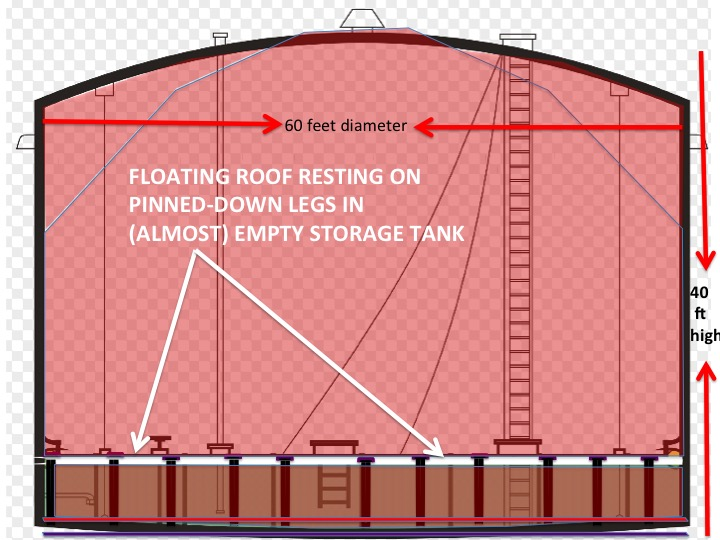 60 feet diameter
FLOATING ROOF RESTING ON
PINNED-DOWN LEGS IN
(ALMOST) EMPTY STORAGE TANK
40
ft
high